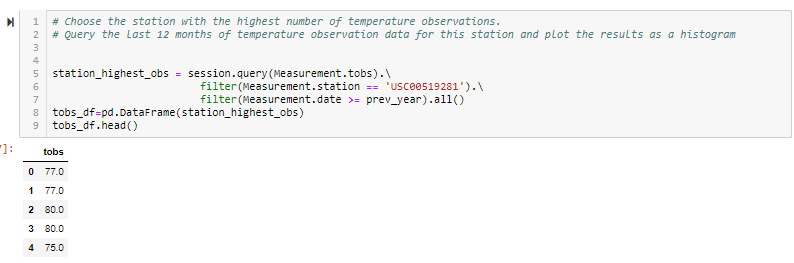 1 # Choose the station with the highest number of temperature observations.
2 # Query the last 12 months of temperature observation data for this station and plot the results as a histogram
3
4
5 station_highest_obs = session.query(Measurement.tobs).\
6 filter(Measurement.station == 'USC00519281').\
7 filter(Measurement.date >= prev_year).all()
8 tobs_df=pd.DataFrame(station_highest_obs)
9 tobs_df.head()
]:
tobs
0 77.0
1 77.0
2 80.0
3 80.0
4 75.0